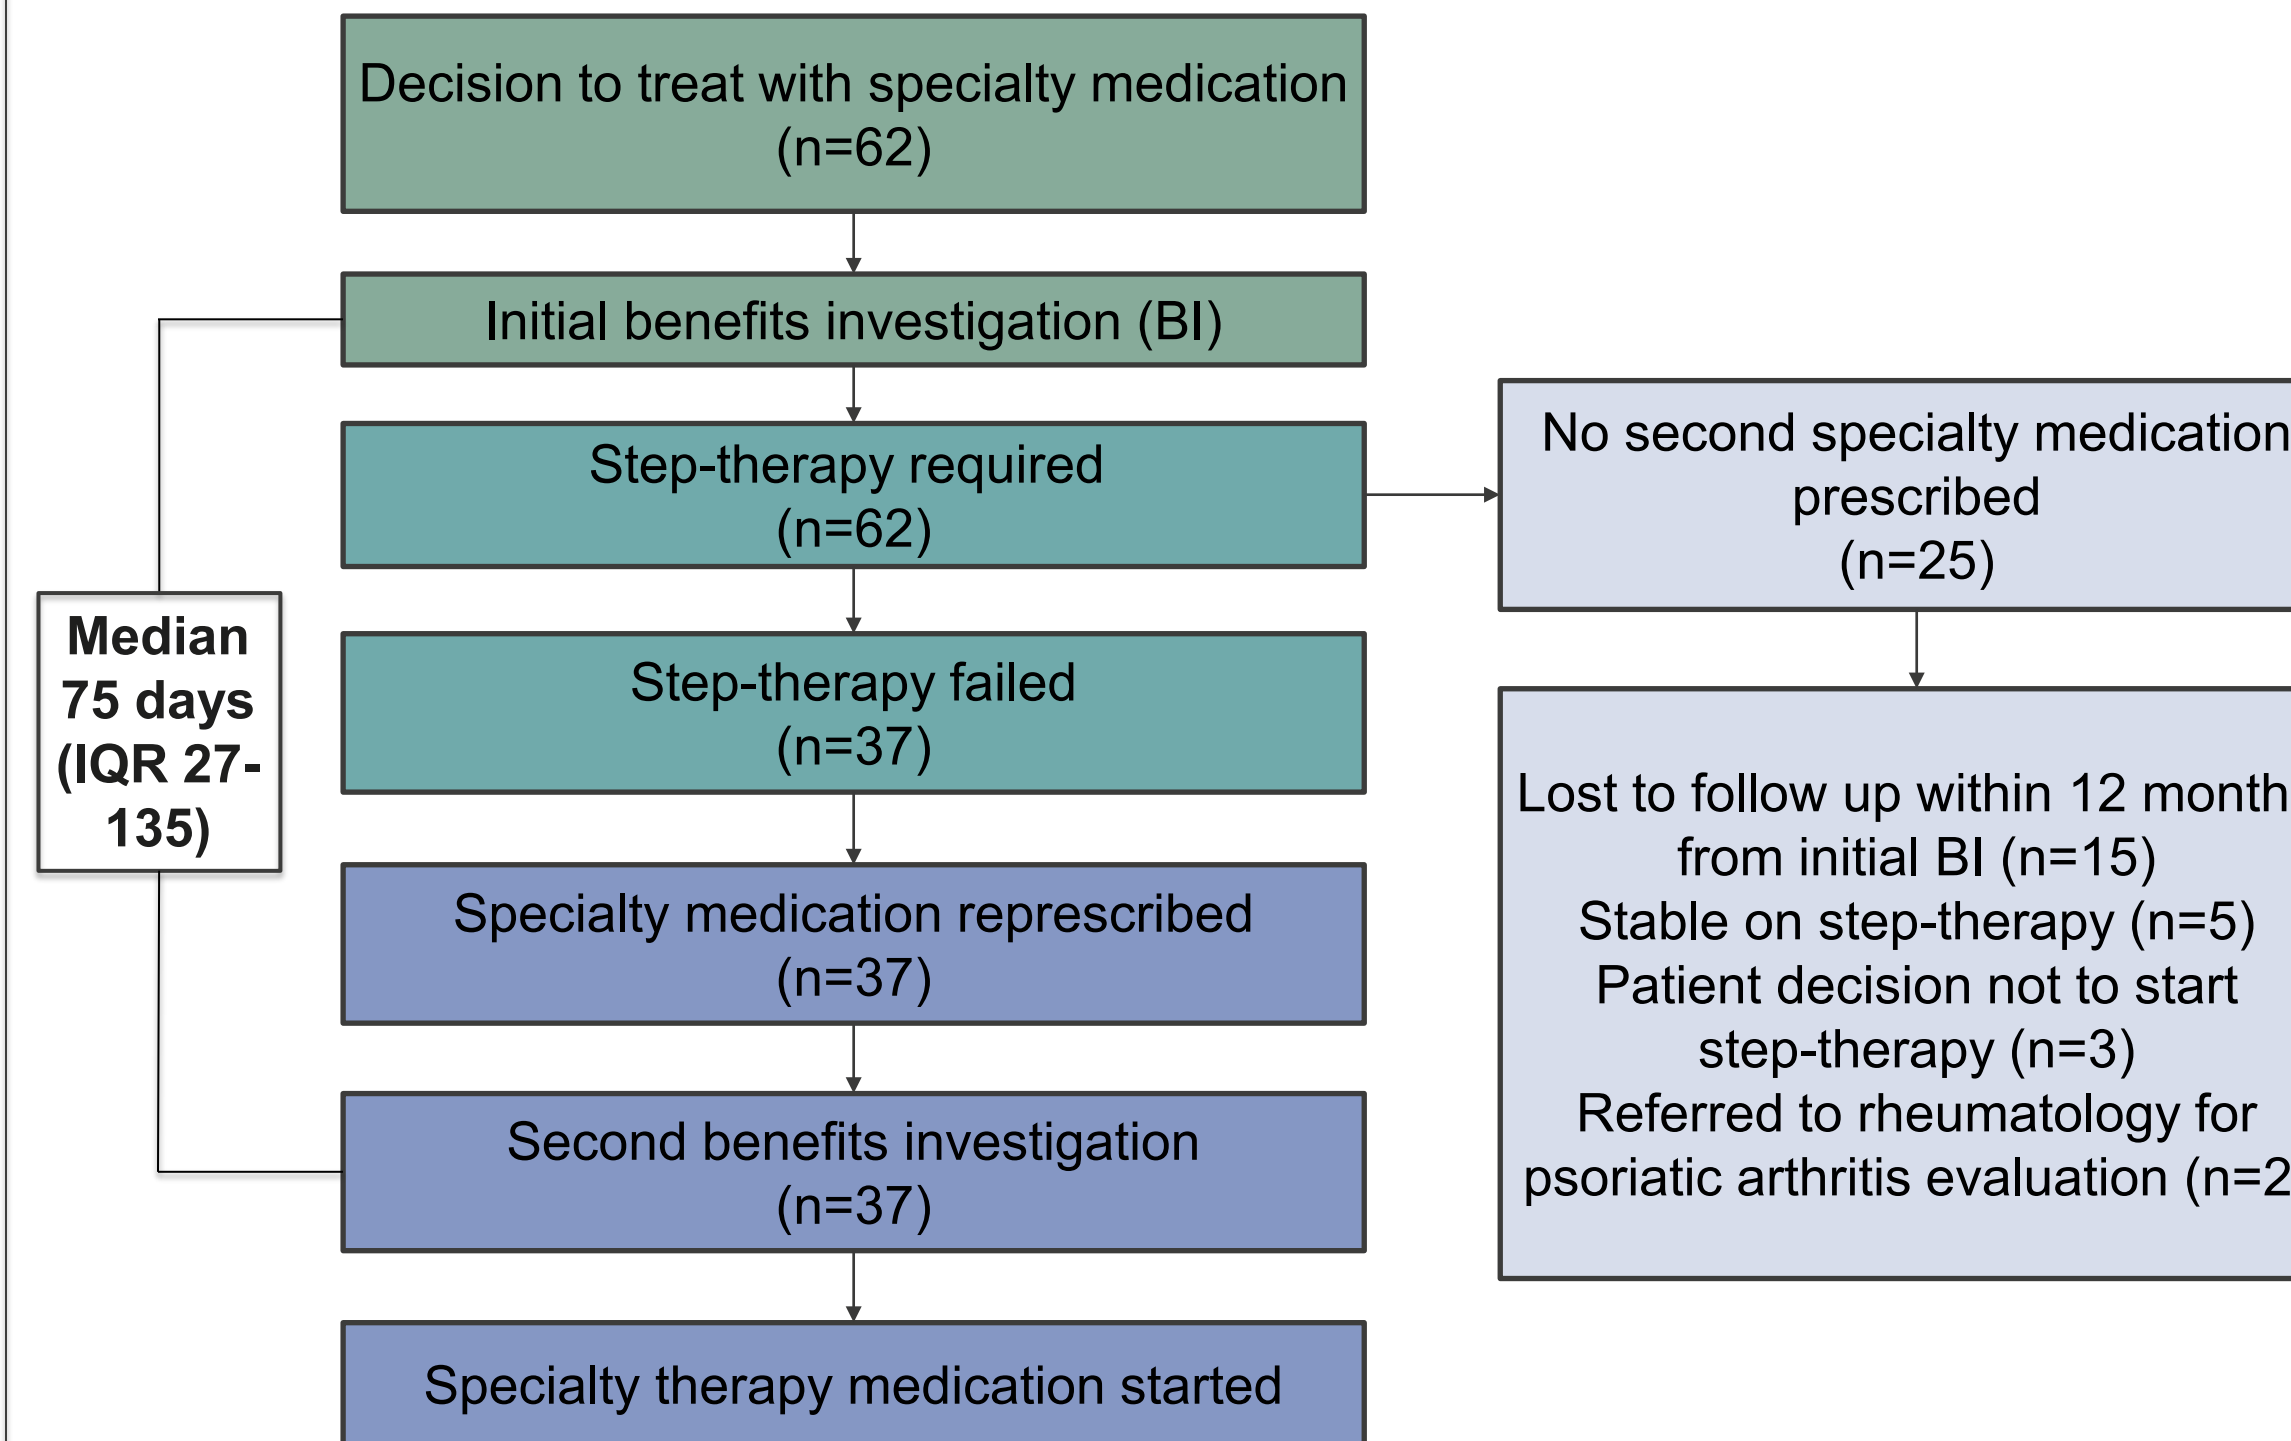 Decision to treat with specialty medication
(n=62)
Initial benefits investigation (BI)
Step-therapy required
(n=62)
No second specialty medication
prescribed
(n=25)
Median
75 days
(IQR 27-
135)
Step-therapy failed
(n=37)
Lost to follow up within 12 month
from initial BI (n=15)
Stable on step-therapy (n=5)
Patient decision not to start
step-therapy (n=3)
Referred to rheumatology for
psoriatic arthritis evaluation (n=2
Specialty medication represcribed
(n=37)
Second benefits investigation
(n=37)
Specialty therapy medication started